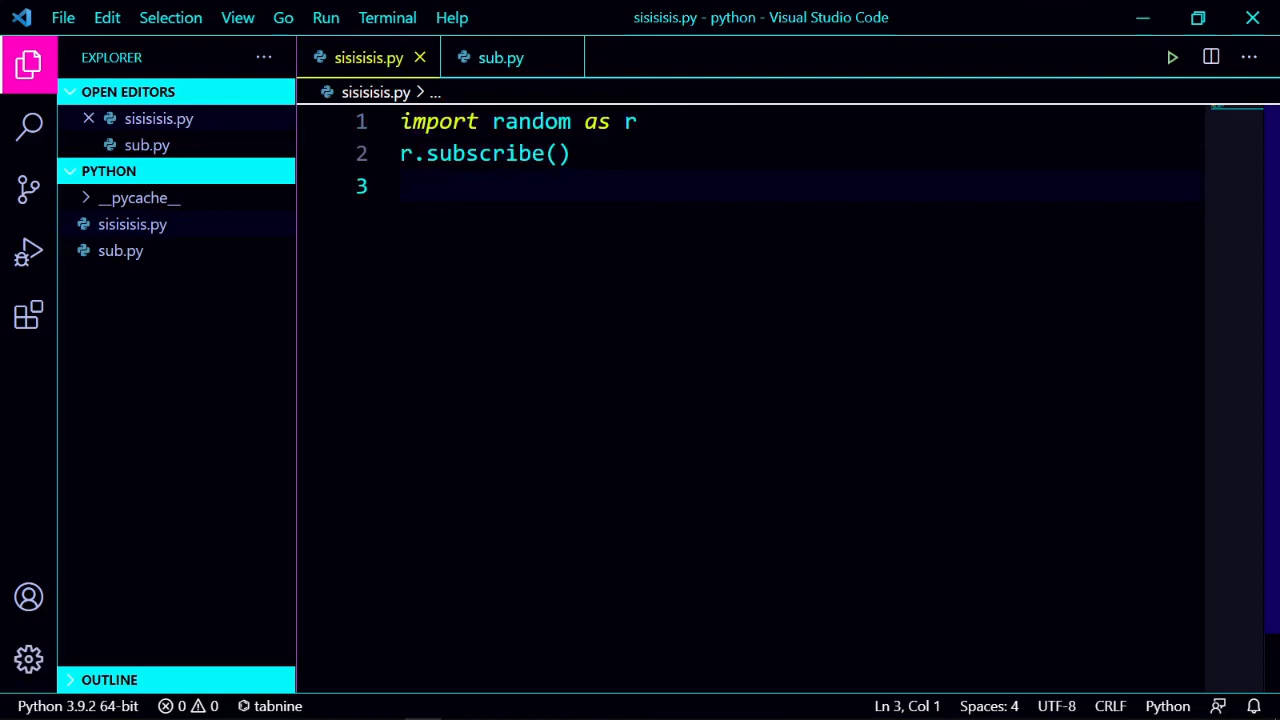 File Edit Selection View Go Run Terminal Help sisisisis.py - python - Visual Studio Code
EXPLORER
sisisisis.py
sub.py
OPEN EDITORS
sisisisis.py
sub.py
PYTHON
__pycache__
sisisisis.py
sub.py
OUTLINE
sisisisis.py > ...
1 import random as r
2 r.subscribe()
3
Python 3.9.2 64-bit 0 0 tabnine Ln 3, Col 1 Spaces: 4 UTF-8 CRLF Python